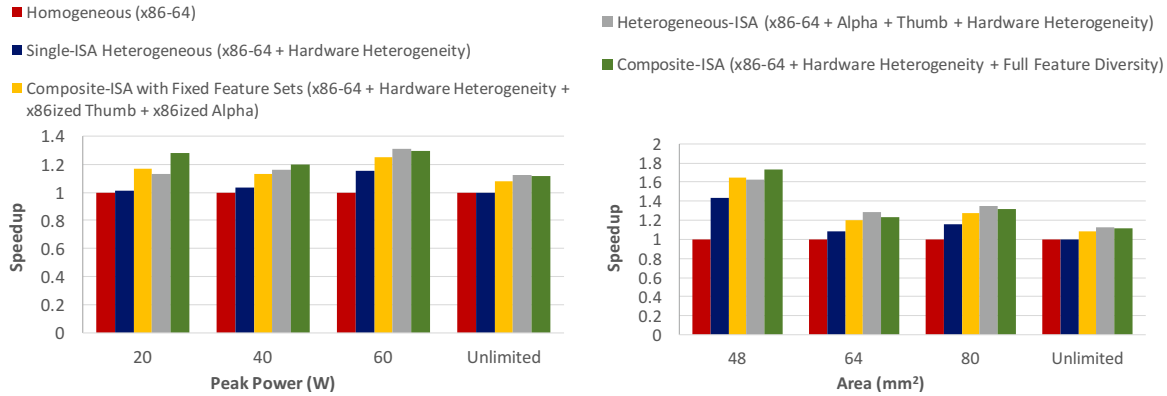 Homogeneous (x86-64)
Single-ISA Heterogeneous (x86-64 + Hardware Heterogeneity)
Composite-ISA with Fixed Feature Sets (x86-64 + Hardware Heterogeneity +
x86ized Thumb + x86ized Alpha)
Heterogeneous-ISA (x86-64 + Alpha + Thumb + Hardware Heterogeneity)
Composite-ISA (x86-64 + Hardware Heterogeneity + Full Feature Diversity)
1.4
1.2
1
0.8
0.6
0.4
0.2
0
Speedup
20
40
60
Unlimited
Peak Power (W)
2
1.8
1.6
1.4
1.2
1
0.8
0.6
0.4
0.2
0
Speedup
48
64
80
Unlimited
Area (mm²)